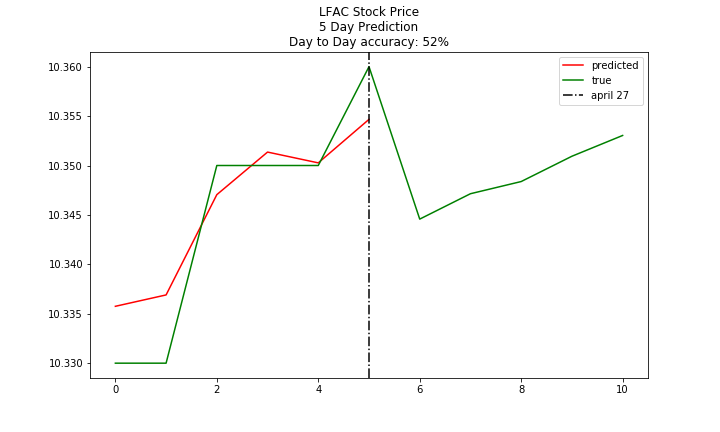 LFAC Stock Price
5 Day Prediction
Day to Day accuracy: 52%
predicted
true
april 27
10.360
10.355
10.350
10.345
10.340
10.335
10.330
0 2 4 6 8 10